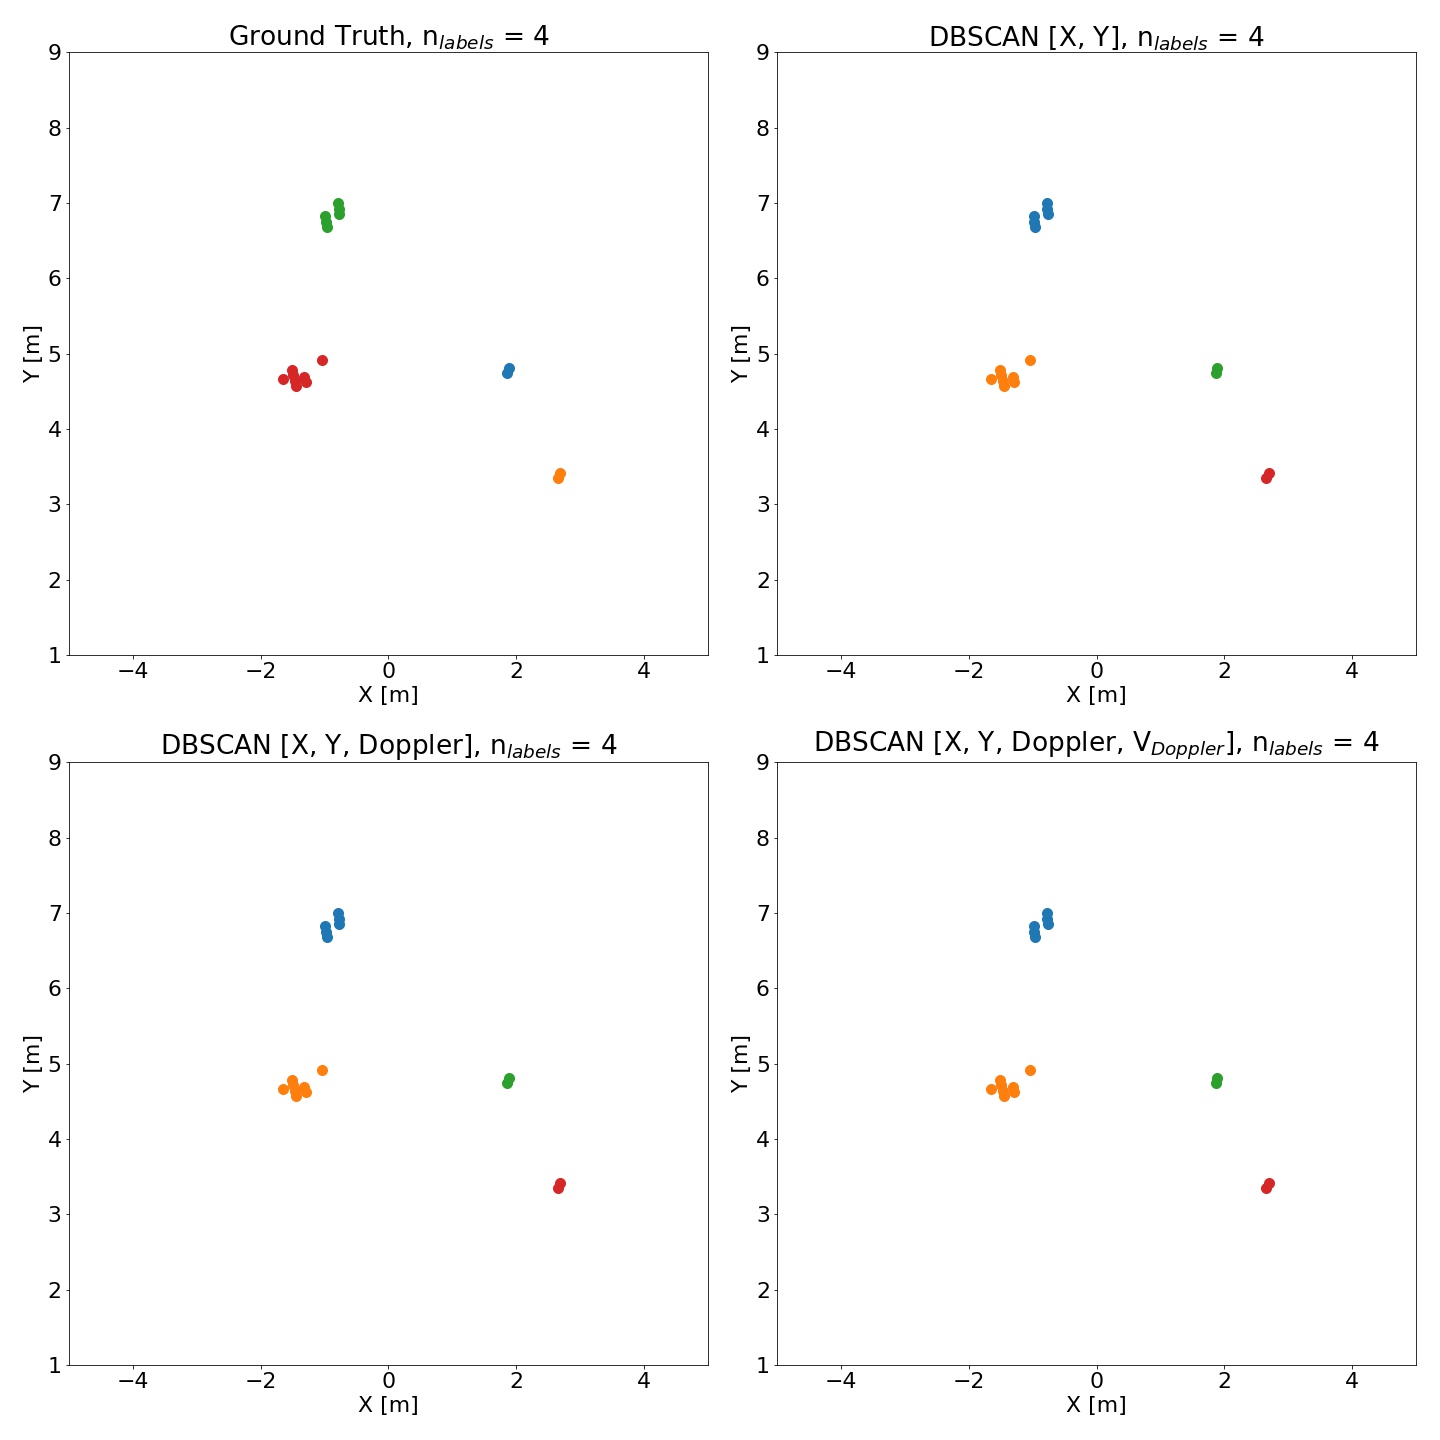 Ground Truth, n_labels = 4
9
8
7
6
5
4
3
2
1
Y [m]
−4 −2 0 2 4
X [m]
DBSCAN [X, Y], n_labels = 4
9
8
7
6
5
4
3
2
1
Y [m]
−4 −2 0 2 4
X [m]
DBSCAN [X, Y, Doppler], n_labels = 4
9
8
7
6
5
4
3
2
1
Y [m]
−4 −2 0 2 4
X [m]
DBSCAN [X, Y, Doppler, V_Doppler], n_labels = 4
9
8
7
6
5
4
3
2
1
Y [m]
−4 −2 0 2 4
X [m]